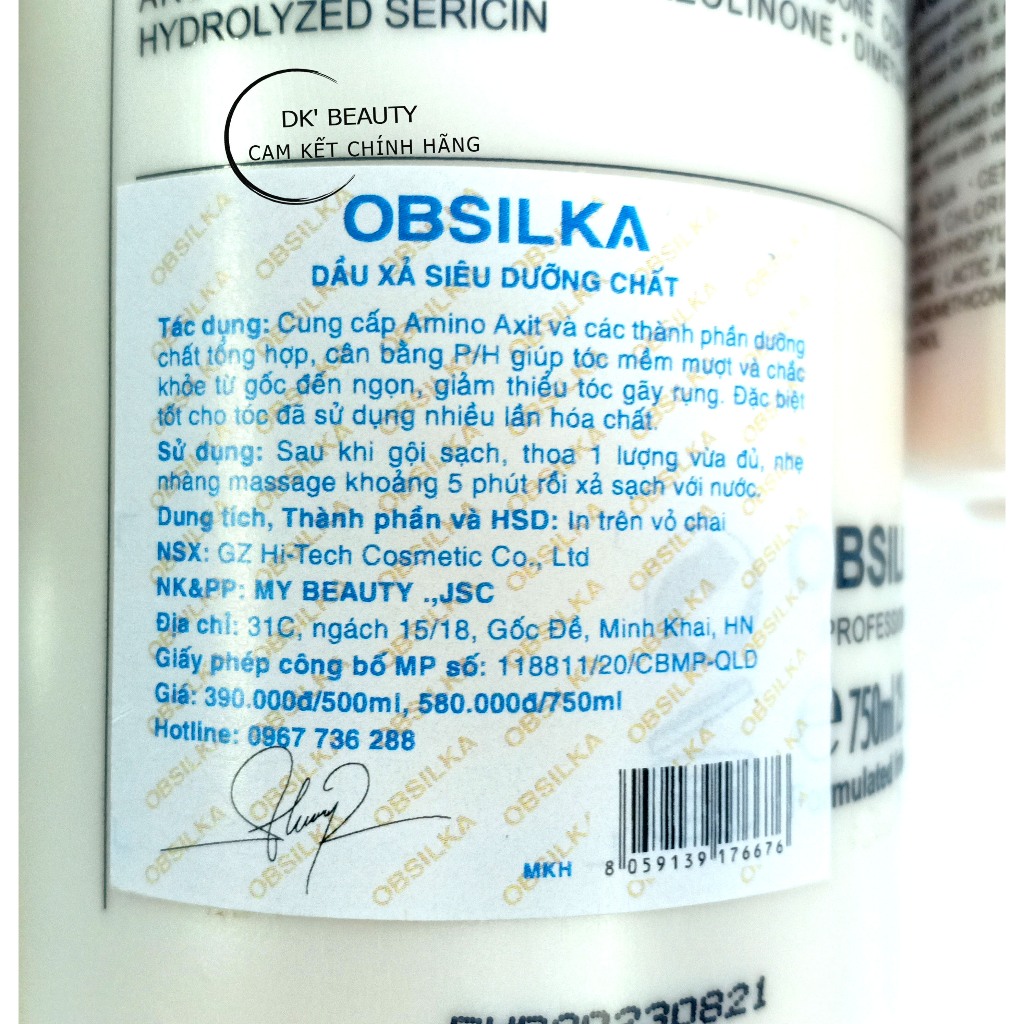 HYDROLYZED SERICIN
DK' BEAUTY
CAM KẾT CHÍNH HÃNG
OBSILKA
DẦU XẢ SIÊU DƯỠNG CHẤT
Tác dụng: Cung cấp Amino Axit và các thành phần dưỡng
chất tổng hợp, cân bằng P/H giúp tóc mềm mượt và chắc
khỏe từ gốc đến ngọn, giảm thiểu tóc gãy rụng. Đặc biệt
tốt cho tóc đã sử dụng nhiều lần hóa chất.
Sử dụng: Sau khi gội sạch, thoa 1 lượng vừa đủ, nhẹ
nhàng massage khoảng 5 phút rồi xả sạch với nước.
Dung tích, Thành phần và HSD: In trên vỏ chai
NSX: GZ Hi-Tech Cosmetic Co., Ltd
NK&PP: MY BEAUTY .,JSC
Địa chỉ: 31C, ngách 15/18, Gốc Đề, Minh Khai, HN
Giấy phép công bố MP số: 118811/20/CBMP-QLD
Giá: 390.000đ/500ml, 580.000đ/750ml
Hotline: 0967 736 288
MKH
8 059139 176676
750ml